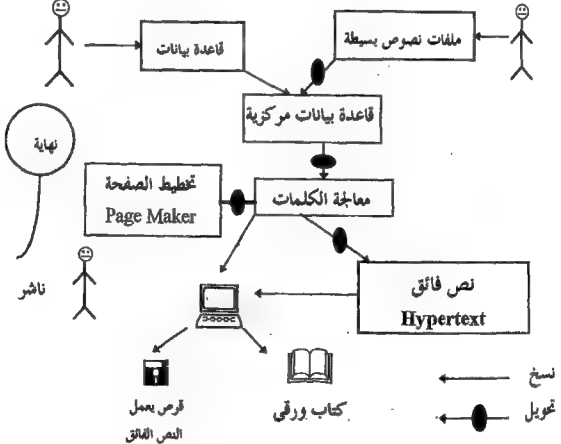 ملفات نصوص بسيطة
قاعدة بيانات
قاعدة بيانات مركزية
نهاية
تخطيط الصفحة
Page Maker
معالجة الكلمات
نص فائق
Hypertext
ناشر
نسخ
تحويل
كتاب ورقي
قرص يعمل
النص الفائق